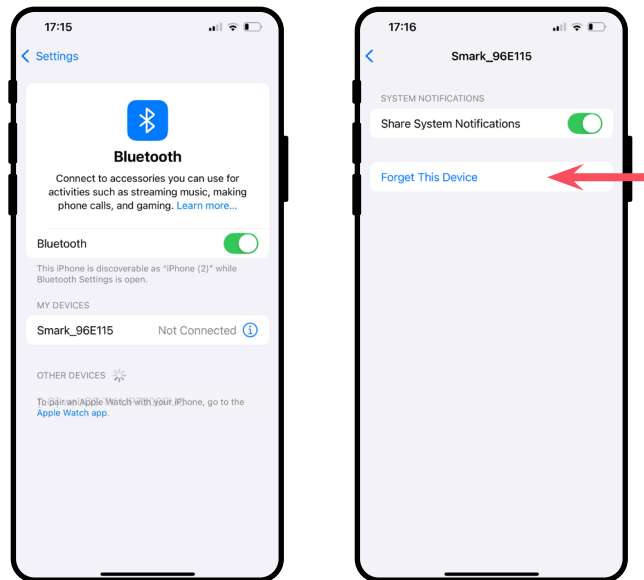 17:15
Settings
Bluetooth
Connect to accessories you can use for
activities such as streaming music, making
phone calls, and gaming. Learn more...
Bluetooth
This iPhone is discoverable as "iPhone (2)" while
Bluetooth Settings is open.
MY DEVICES
Smark_96E115 Not Connected
OTHER DEVICES
To pair an Apple Watch with your iPhone, go to the
Apple Watch app.
17:16
Smark_96E115
SYSTEM NOTIFICATIONS
Share System Notifications
Forget This Device